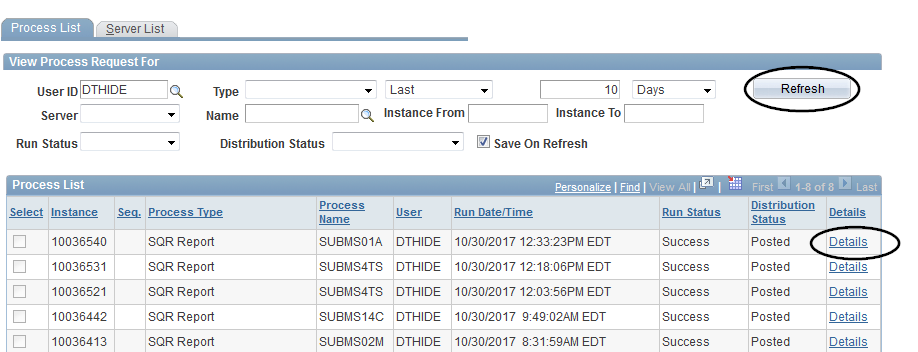 Process List Server List
View Process Request For
User ID DTHIDE Type Last 10 Days Refresh
Server Name Instance From Instance To
Run Status Distribution Status Save On Refresh
Process List Personalize | Find | View All | | First 1-8 of 8 Last
Select Instance Seq. Process Type Process Name User Run Date/Time Run Status Distribution Status Details
10036540 SQR Report SUBMS01A DTHIDE 10/30/2017 12:33:23PM EDT Success Posted Details
10036531 SQR Report SUBMS4TS DTHIDE 10/30/2017 12:18:06PM EDT Success Posted Details
10036521 SQR Report SUBMS4TS DTHIDE 10/30/2017 12:03:56PM EDT Success Posted Details
10036442 SQR Report SUBMS14C DTHIDE 10/30/2017 9:49:02AM EDT Success Posted Details
10036413 SQR Report SUBMS02M DTHIDE 10/30/2017 8:31:59AM EDT Success Posted Details